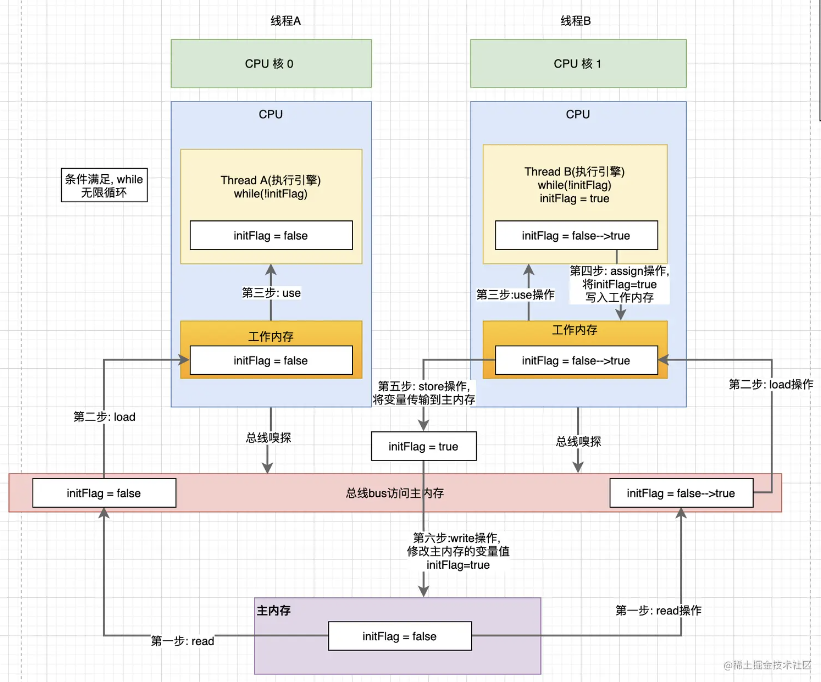 线程A
线程B
CPU 核 0
CPU 核 1
CPU
CPU
条件满足, while
无限循环
Thread A(执行引擎)
while(!initFlag)
initFlag = false
Thread B(执行引擎)
while(!initFlag)
initFlag = true
initFlag = false-->true
第三步: use
第三步:use操作
第四步: assign操作,
将initFlag=true
写入工作内存
工作内存
initFlag = false
工作内存
initFlag = false-->true
第二步: load
第五步: store操作,
将变量传输到主内存
第二步: load操作
总线嗅探
initFlag = true
总线嗅探
initFlag = false
总线bus访问主内存
initFlag = false-->true
第六步:write操作,
修改主内存的变量值
initFlag=true
主内存
initFlag = false
第一步: read
第一步: read操作
@稀土掘金技术社区